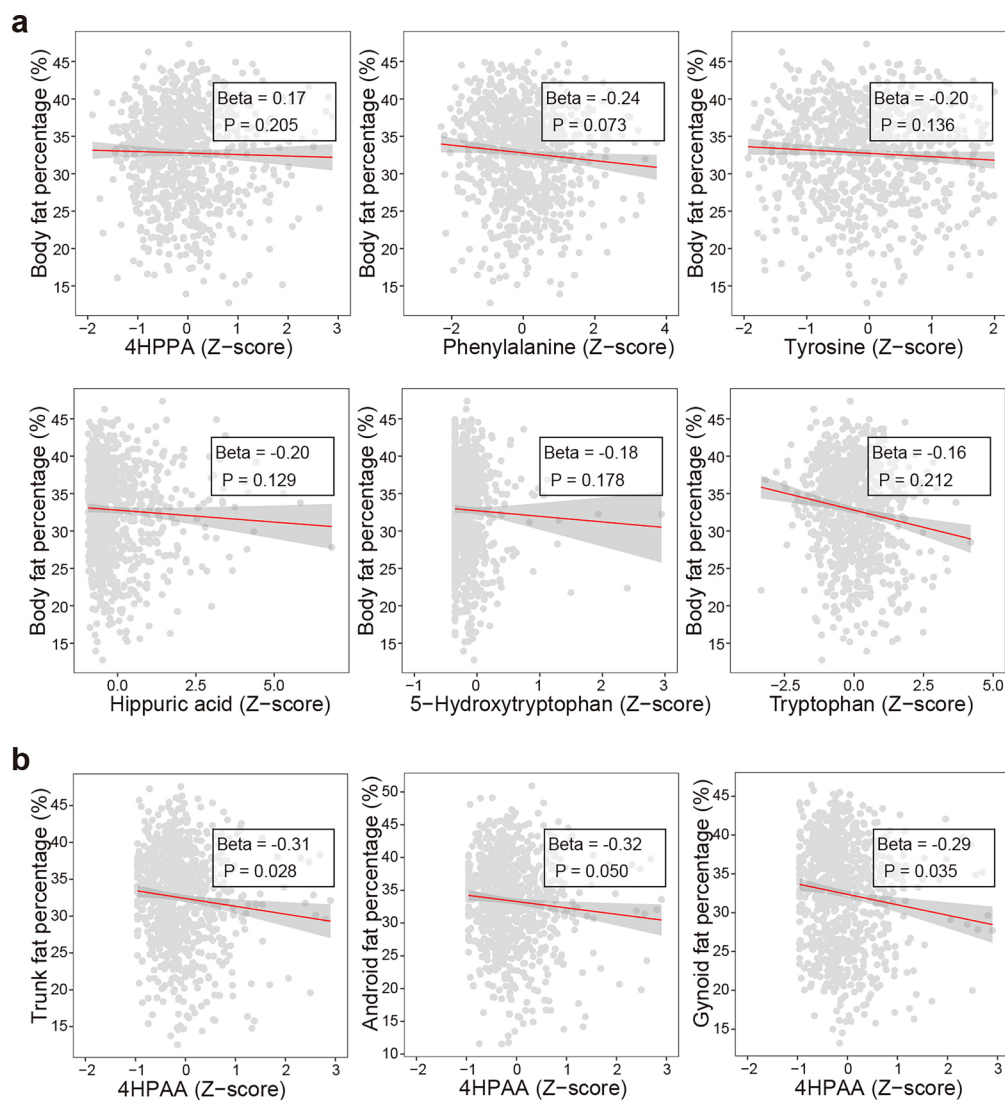 a
Body fat percentage (%)
45
40
35
30
25
20
15
Beta = 0.17
P = 0.205
−2
−1
0
1
2
3
4HPPA (Z−score)
Body fat percentage (%)
45
40
35
30
25
20
15
Beta = -0.24
P = 0.073
−2
0
2
4
Phenylalanine (Z−score)
Body fat percentage (%)
45
40
35
30
25
20
15
Beta = -0.20
P = 0.136
−2
−1
0
1
2
Tyrosine (Z−score)
Body fat percentage (%)
45
40
35
30
25
20
15
Beta = -0.20
P = 0.129
0.0
2.5
5.0
Hippuric acid (Z−score)
Body fat percentage (%)
45
40
35
30
25
20
15
Beta = -0.18
P = 0.178
−1
0
1
2
3
5−Hydroxytryptophan (Z−score)
Body fat percentage (%)
45
40
35
30
25
20
15
Beta = -0.16
P = 0.212
−2.5
0.0
2.5
5.0
Tryptophan (Z−score)
b
Trunk fat percentage (%)
45
40
35
30
25
20
15
Beta = -0.31
P = 0.028
−2
−1
0
1
2
3
4HPAA (Z−score)
Android fat percentage (%)
50
45
40
35
30
25
20
15
10
Beta = -0.32
P = 0.050
−2
−1
0
1
2
3
4HPAA (Z−score)
Gynoid fat percentage (%)
45
40
35
30
25
20
15
Beta = -0.29
P = 0.035
−2
−1
0
1
2
3
4HPAA (Z−score)